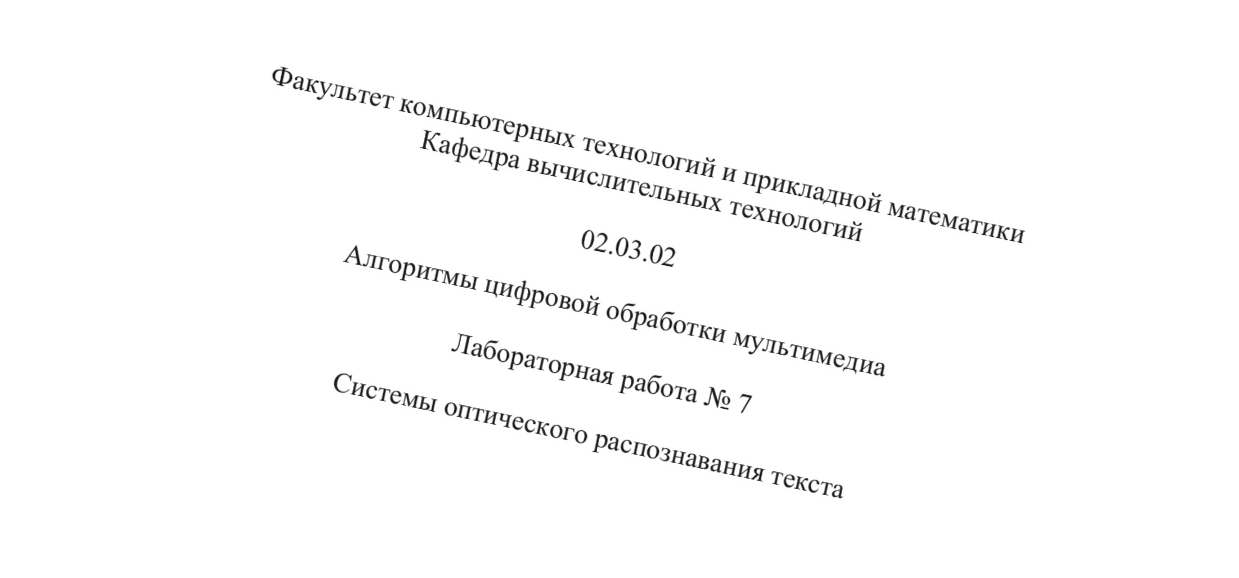 Факультет компьютерных технологий и прикладной математики
Кафедра вычислительных технологий
02.03.02
Алгоритмы цифровой обработки мультимедиа
Лабораторная работа № 7
Системы оптического распознавания текста